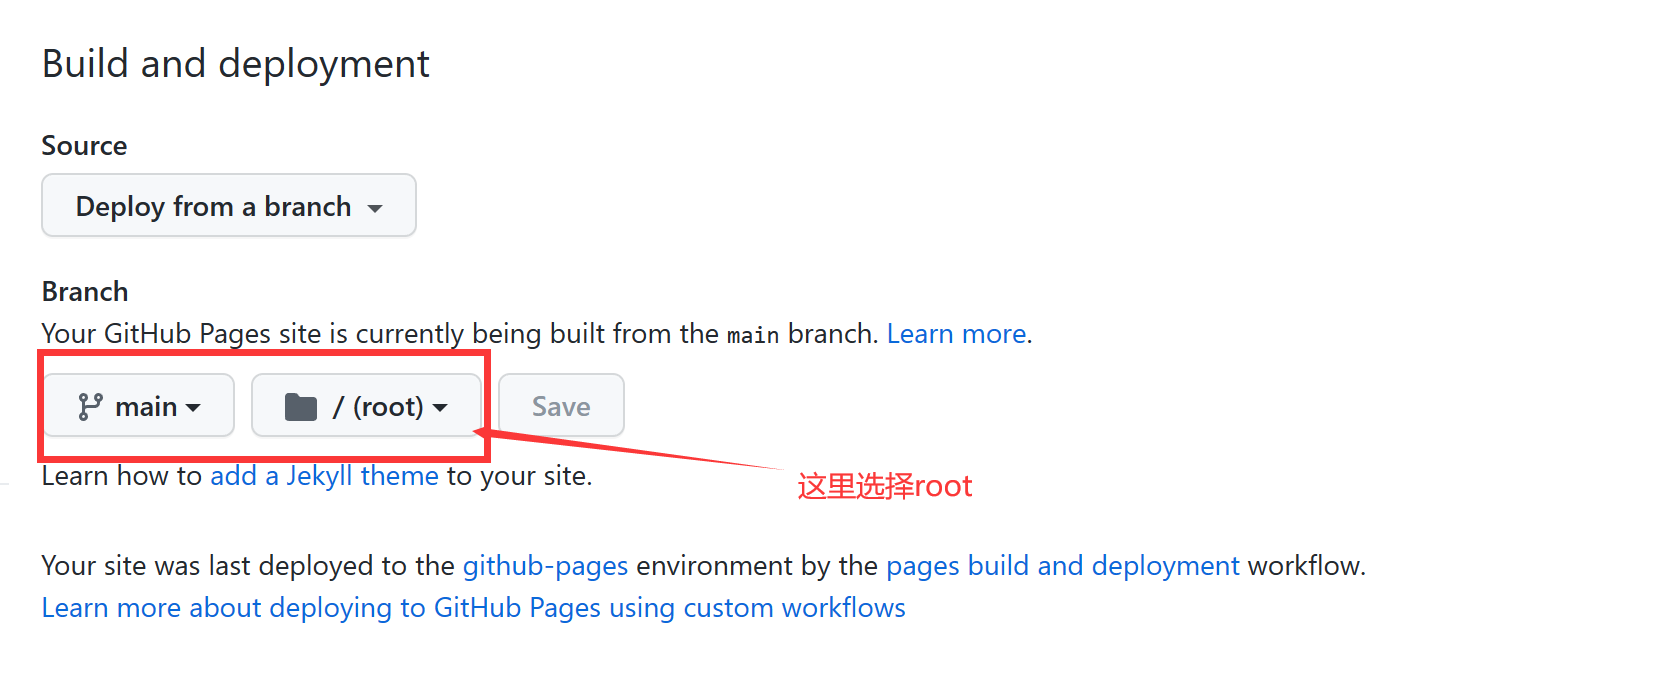 Build and deployment
Source
Deploy from a branch
Branch
Your GitHub Pages site is currently being built from the main branch. Learn more.
main / (root) Save
这里选择root
Learn how to add a Jekyll theme to your site.
Your site was last deployed to the github-pages environment by the pages build and deployment workflow.
Learn more about deploying to GitHub Pages using custom workflows